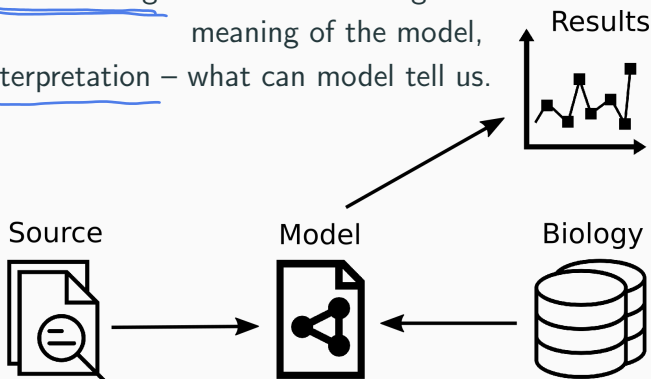 meaning of the model,
terpretation – what can model tell us.
Results
Source
Model
Biology